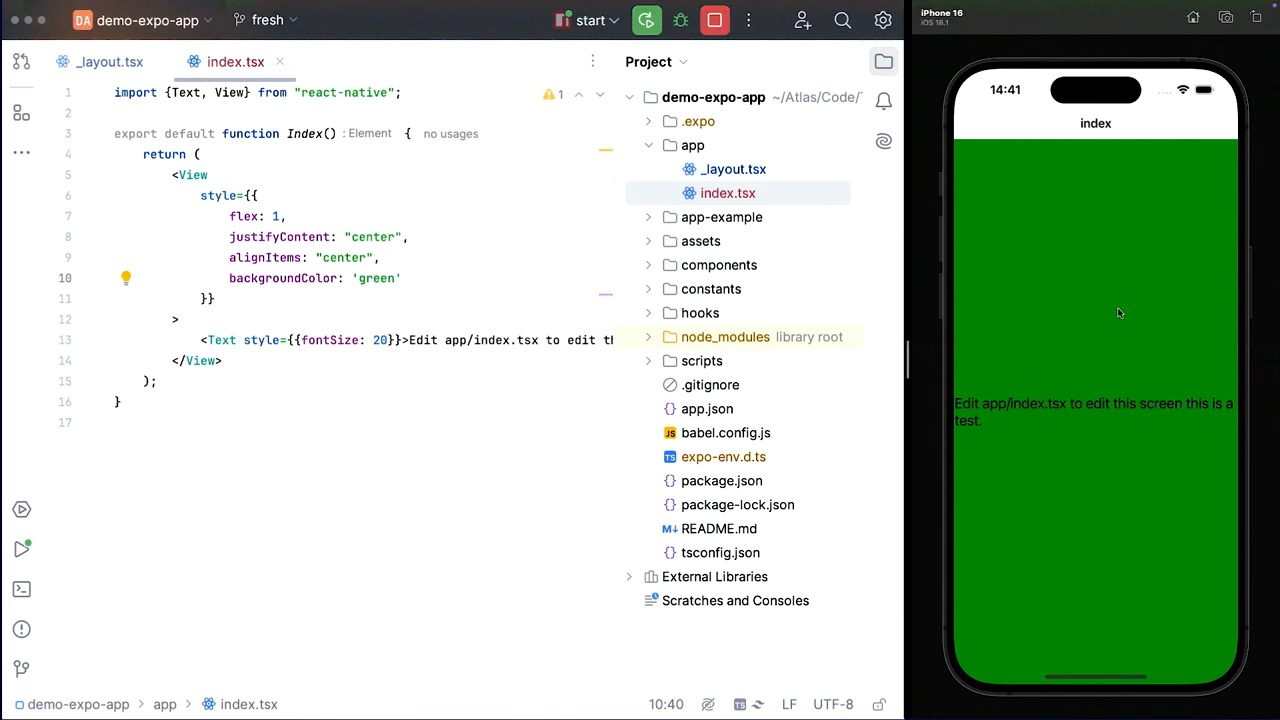 DA demo-expo-app
fresh
start
_layout.tsx
index.tsx
1 import {Text, View} from "react-native";
1
2
3 export default function Index() : Element { no usages
4 return (
5 <View
6 style={{
7 flex: 1,
8 justifyContent: "center",
9 alignItems: "center",
10 backgroundColor: 'green'
11 }}
12 >
13 <Text style={{fontSize: 20}}>Edit app/index.tsx to edit th
14 </View>
15 );
16 }
17
Project
demo-expo-app ~/Atlas/Code/
.expo
app
_layout.tsx
index.tsx
app-example
assets
components
constants
hooks
node_modules library root
scripts
.gitignore
app.json
babel.config.js
expo-env.d.ts
package.json
package-lock.json
README.md
tsconfig.json
External Libraries
Scratches and Consoles
demo-expo-app > app > index.tsx
10:40
LF
UTF-8
iPhone 16
iOS 18.1
14:41
index
Edit app/index.tsx to edit this screen this is a
test.